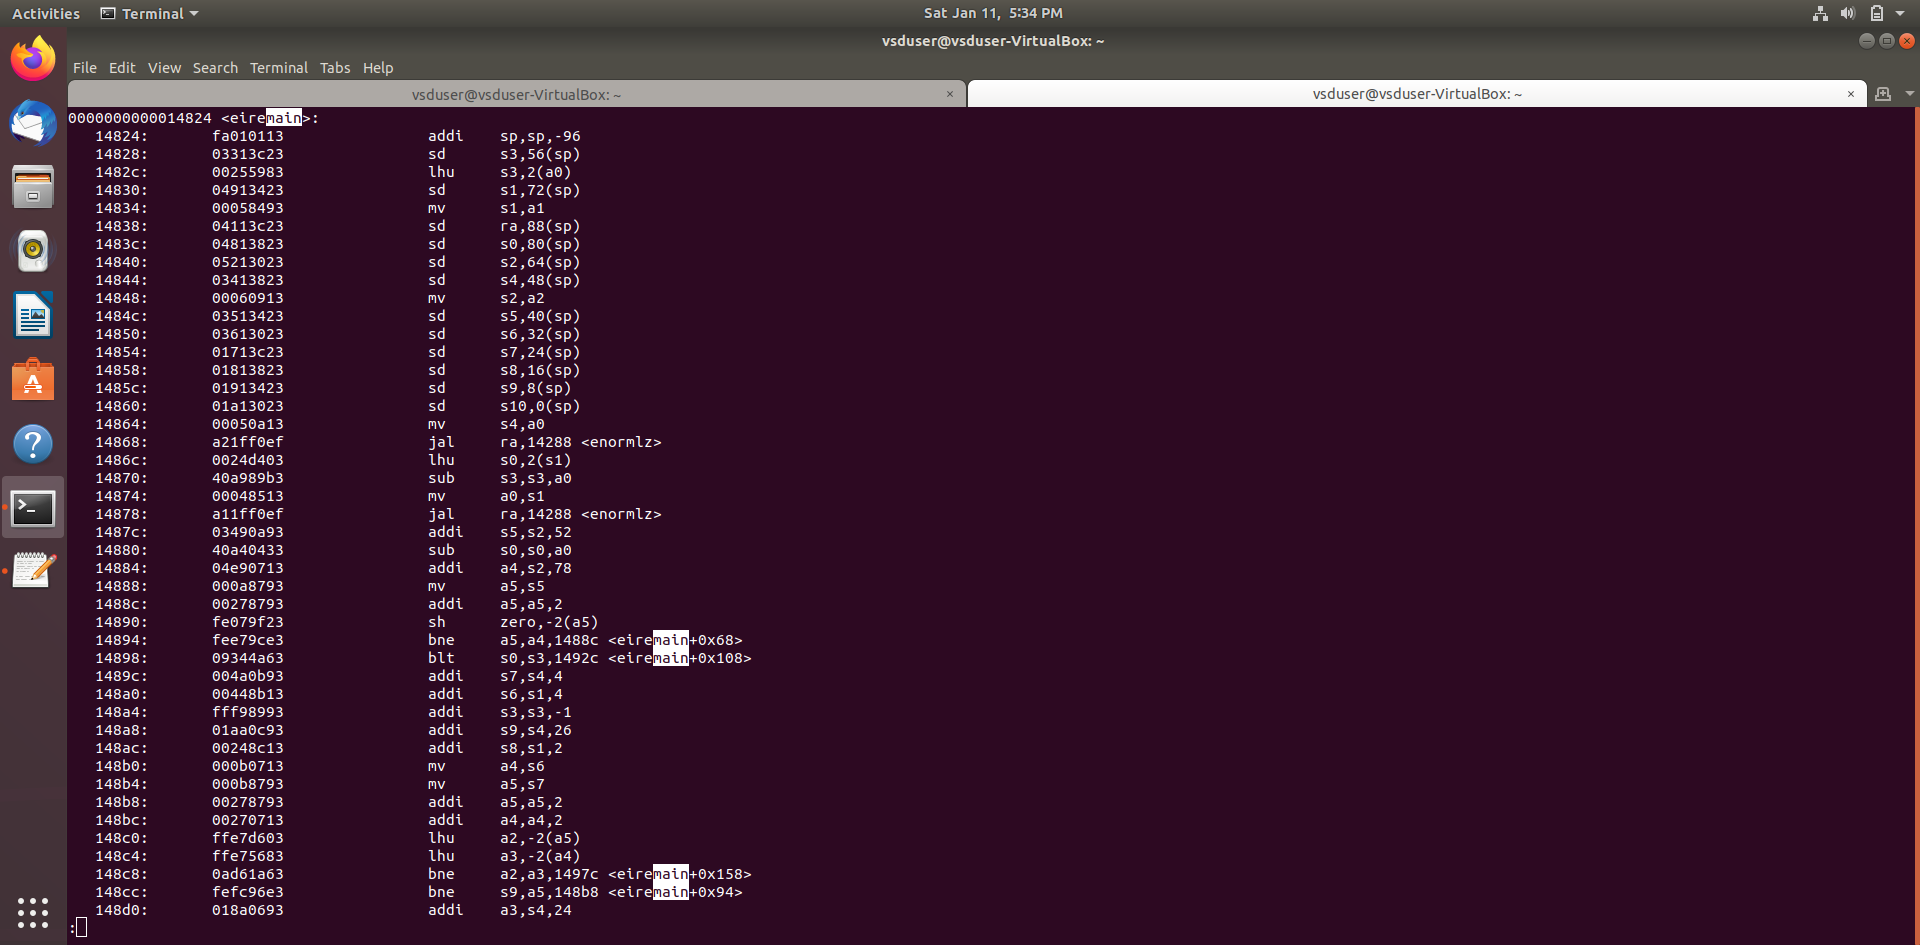 Activities
Terminal
Sat Jan 11, 5:34 PM
vsduser@vsduser-VirtualBox: ~
File Edit View Search Terminal Tabs Help
vsduser@vsduser-VirtualBox: ~ ×
vsduser@vsduser-VirtualBox: ~ ×
0000000000014824 <eiremain>:
14824: fa010113 addi sp,sp,-96
14828: 03313c23 sd s3,56(sp)
1482c: 00255983 lhu s3,2(a0)
14830: 04913423 sd s1,72(sp)
14834: 00058493 mv s1,a1
14838: 04113c23 sd ra,88(sp)
1483c: 04813823 sd s0,80(sp)
14840: 05213023 sd s2,64(sp)
14844: 03413823 sd s4,48(sp)
14848: 00060913 mv s2,a2
1484c: 03513423 sd s5,40(sp)
14850: 03613023 sd s6,32(sp)
14854: 01713c23 sd s7,24(sp)
14858: 01813823 sd s8,16(sp)
1485c: 01913423 sd s9,8(sp)
14860: 01a13023 sd s10,0(sp)
14864: 00050a13 mv s4,a0
14868: a21ff0ef jal ra,14288 <enormlz>
1486c: 0024d403 lhu s0,2(s1)
14870: 40a989b3 sub s3,s3,a0
14874: 00048513 mv a0,s1
14878: a11ff0ef jal ra,14288 <enormlz>
1487c: 03490a93 addi s5,s2,52
14880: 40a40433 sub s0,s0,a0
14884: 04e90713 addi a4,s2,78
14888: 000a8793 mv a5,s5
1488c: 00278793 addi a5,a5,2
14890: fe079f23 sh zero,-2(a5)
14894: fee79ce3 bne a5,a4,1488c <eiremain+0x68>
14898: 09344a63 blt s0,s3,1492c <eiremain+0x108>
1489c: 004a0b93 addi s7,s4,4
148a0: 00448b13 addi s6,s1,4
148a4: fff98993 addi s3,s3,-1
148a8: 01aa0c93 addi s9,s4,26
148ac: 00248c13 addi s8,s1,2
148b0: 000b0713 mv a4,s6
148b4: 000b8793 mv a5,s7
148b8: 00278793 addi a5,a5,2
148bc: 00270713 addi a4,a4,2
148c0: ffe7d603 lhu a2,-2(a5)
148c4: ffe75683 lhu a3,-2(a4)
148c8: 0ad61a63 bne a2,a3,1497c <eiremain+0x158>
148cc: fefc96e3 bne s9,a5,148b8 <eiremain+0x94>
148d0: 018a0693 addi a3,s4,24
: